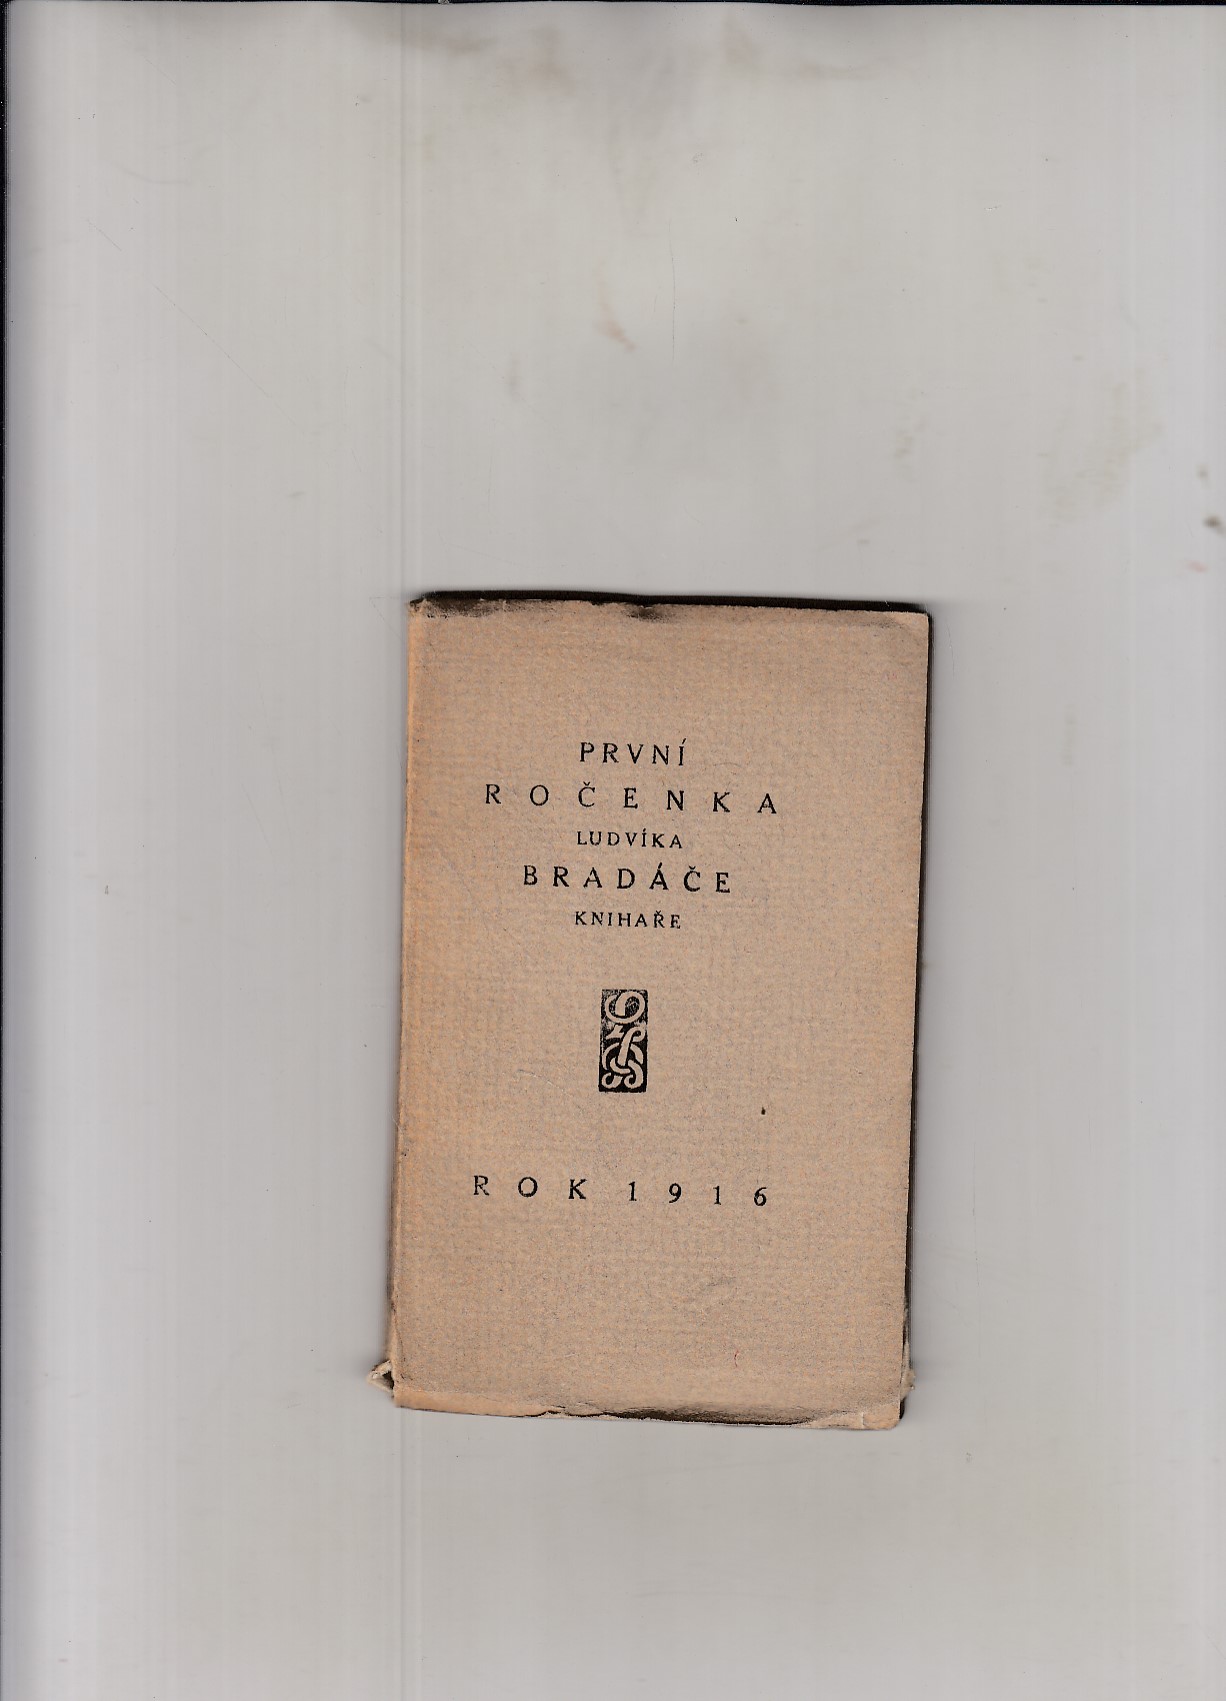 PRVNÍ
ROČENKA
LUDVÍKA
BRADÁČE
KNIHAŘE
ROK 1916